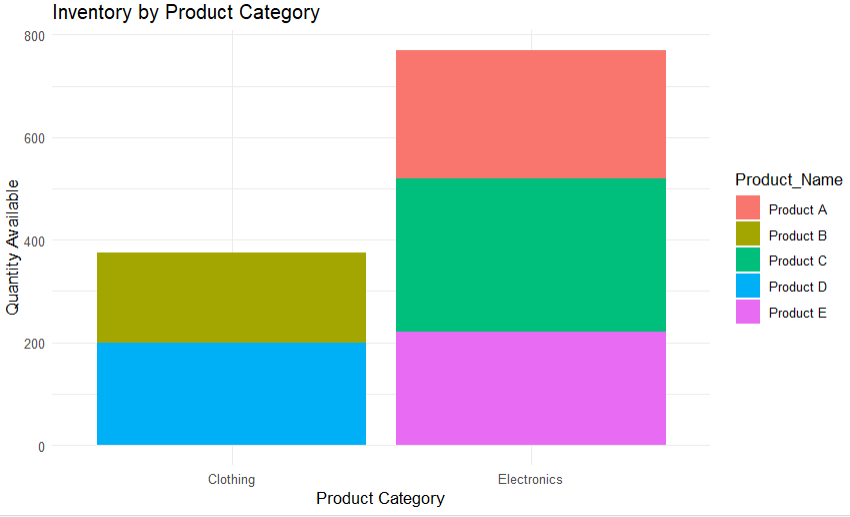 Inventory by Product Category
800
600
400
200
0
Quantity Available
Clothing
Electronics
Product Category
Product_Name
Product A
Product B
Product C
Product D
Product E